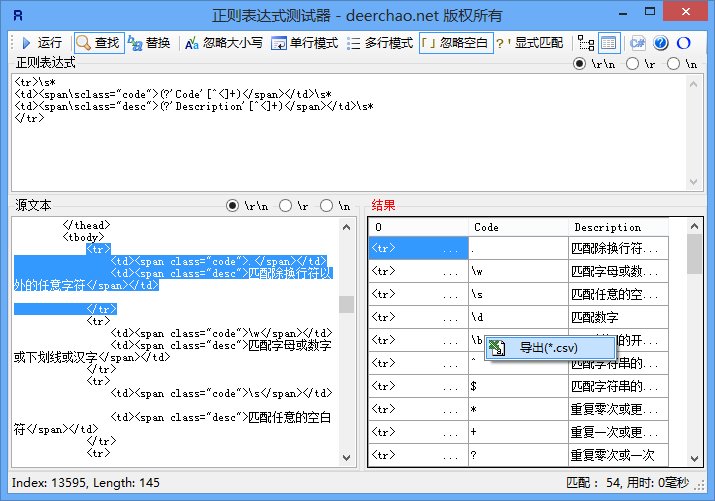 R 正则表达式测试器 - deerchao.net 版权所有
运行 查找 替换 忽略大小写 单行模式 多行模式 忽略空白 显式匹配 C#
正则表达式 \r\n \r \n
<tr>\s*
<td><span\sclass="code">(?'Code'[^<]+)</span></td>\s*
<td><span\sclass="desc">(?'Description'[^<]+)</span></td>\s*
</tr>
源文本 \r\n \r \n
</thead>
<tbody>
<tr>
<td><span class="code">.</span></td>
<td><span class="desc">匹配除换行符以
外的任意字符</span></td>
</tr>
<tr>
<td><span class="code">\w</span></td>
<td><span class="desc">匹配字母或数字
或下划线或汉字</span></td>
</tr>
<tr>
<td><span class="code">\s</span></td>
<td><span class="desc">匹配任意的空白
符</span></td>
</tr>
<tr>
结果
0 Code Description
<tr> ... . 匹配除换行符...
<tr> ... \w 匹配字母或数...
<tr> ... \s 匹配任意的空...
<tr> ... \d 匹配数字
<tr> ... \b 的开...
导出(*.csv)
<tr> ... ^ 匹配字符串的...
<tr> ... $ 匹配字符串的...
<tr> ... * 重复零次或更...
<tr> ... + 重复一次或更...
<tr> ... ? 重复零次或一次
Index: 13595, Length: 145 匹配： 54, 用时: 0毫秒